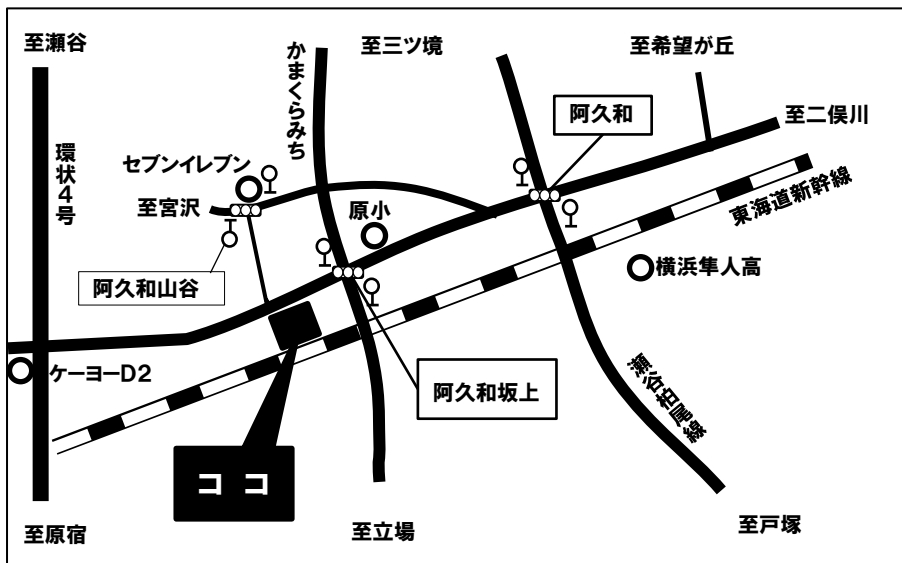 至瀬谷
かまくらみち
至三ツ境
至希望が丘
阿久和
至二俣川
環状4号
セブンイレブン
東海道新幹線
至宮沢
原小
横浜隼人高
阿久和山谷
ケーヨーD2
阿久和坂上
瀬谷柏尾線
ココ
至原宿
至立場
至戸塚